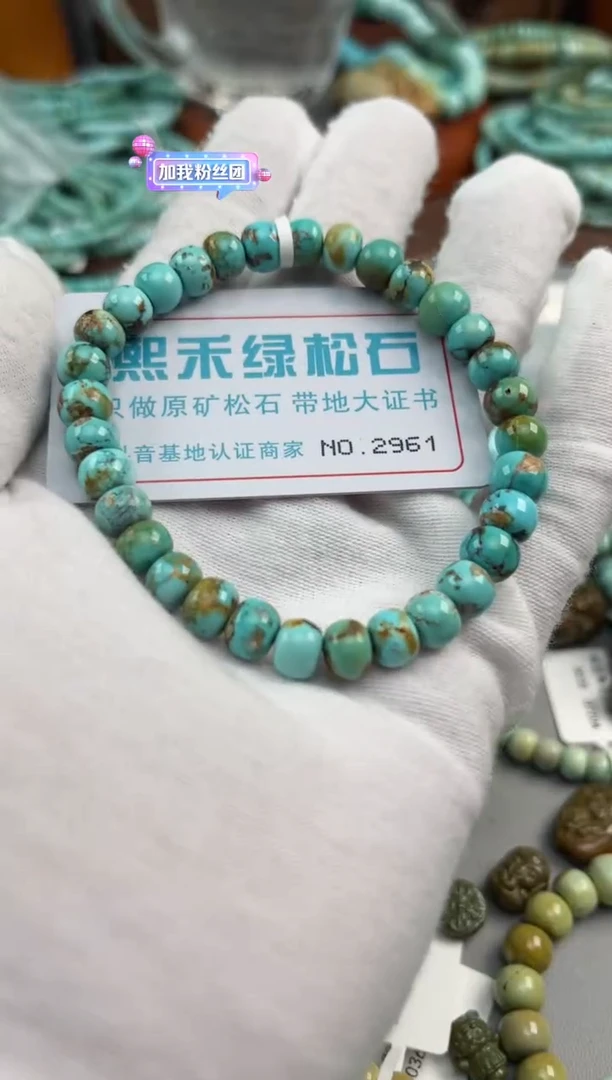 加我粉丝团
熙禾绿松石
只做原矿松石 带地大证书
音基地认证商家 NO.2961